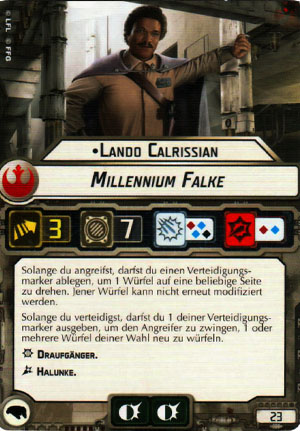 © LFL © FFG
•Lando Calrissian
Millennium Falke
3
7
Solange du angreifst, darfst du einen Verteidigungs-
marker ablegen, um 1 Würfel auf eine beliebige Seite
zu drehen. Jener Würfel kann nicht erneut modifiziert
werden.
Solange du verteidigst, darfst du 1 deiner Verteidigungs-
marker ausgeben, um den Angreifer zu zwingen, 1 oder
mehrere Würfel deiner Wahl neu zu würfeln.
Draufgänger.
Halunke.
23